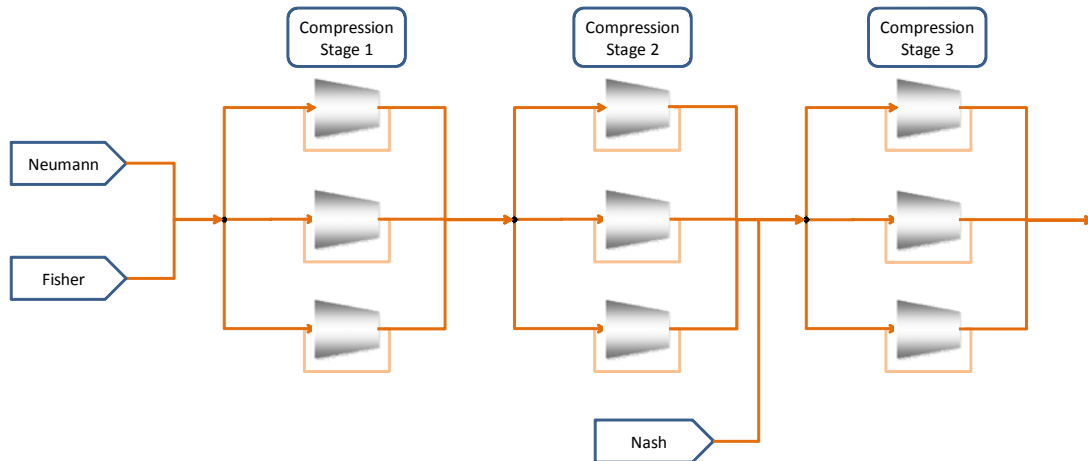 Compression
Stage 1
Compression
Stage 2
Compression
Stage 3
Neumann
Fisher
Nash